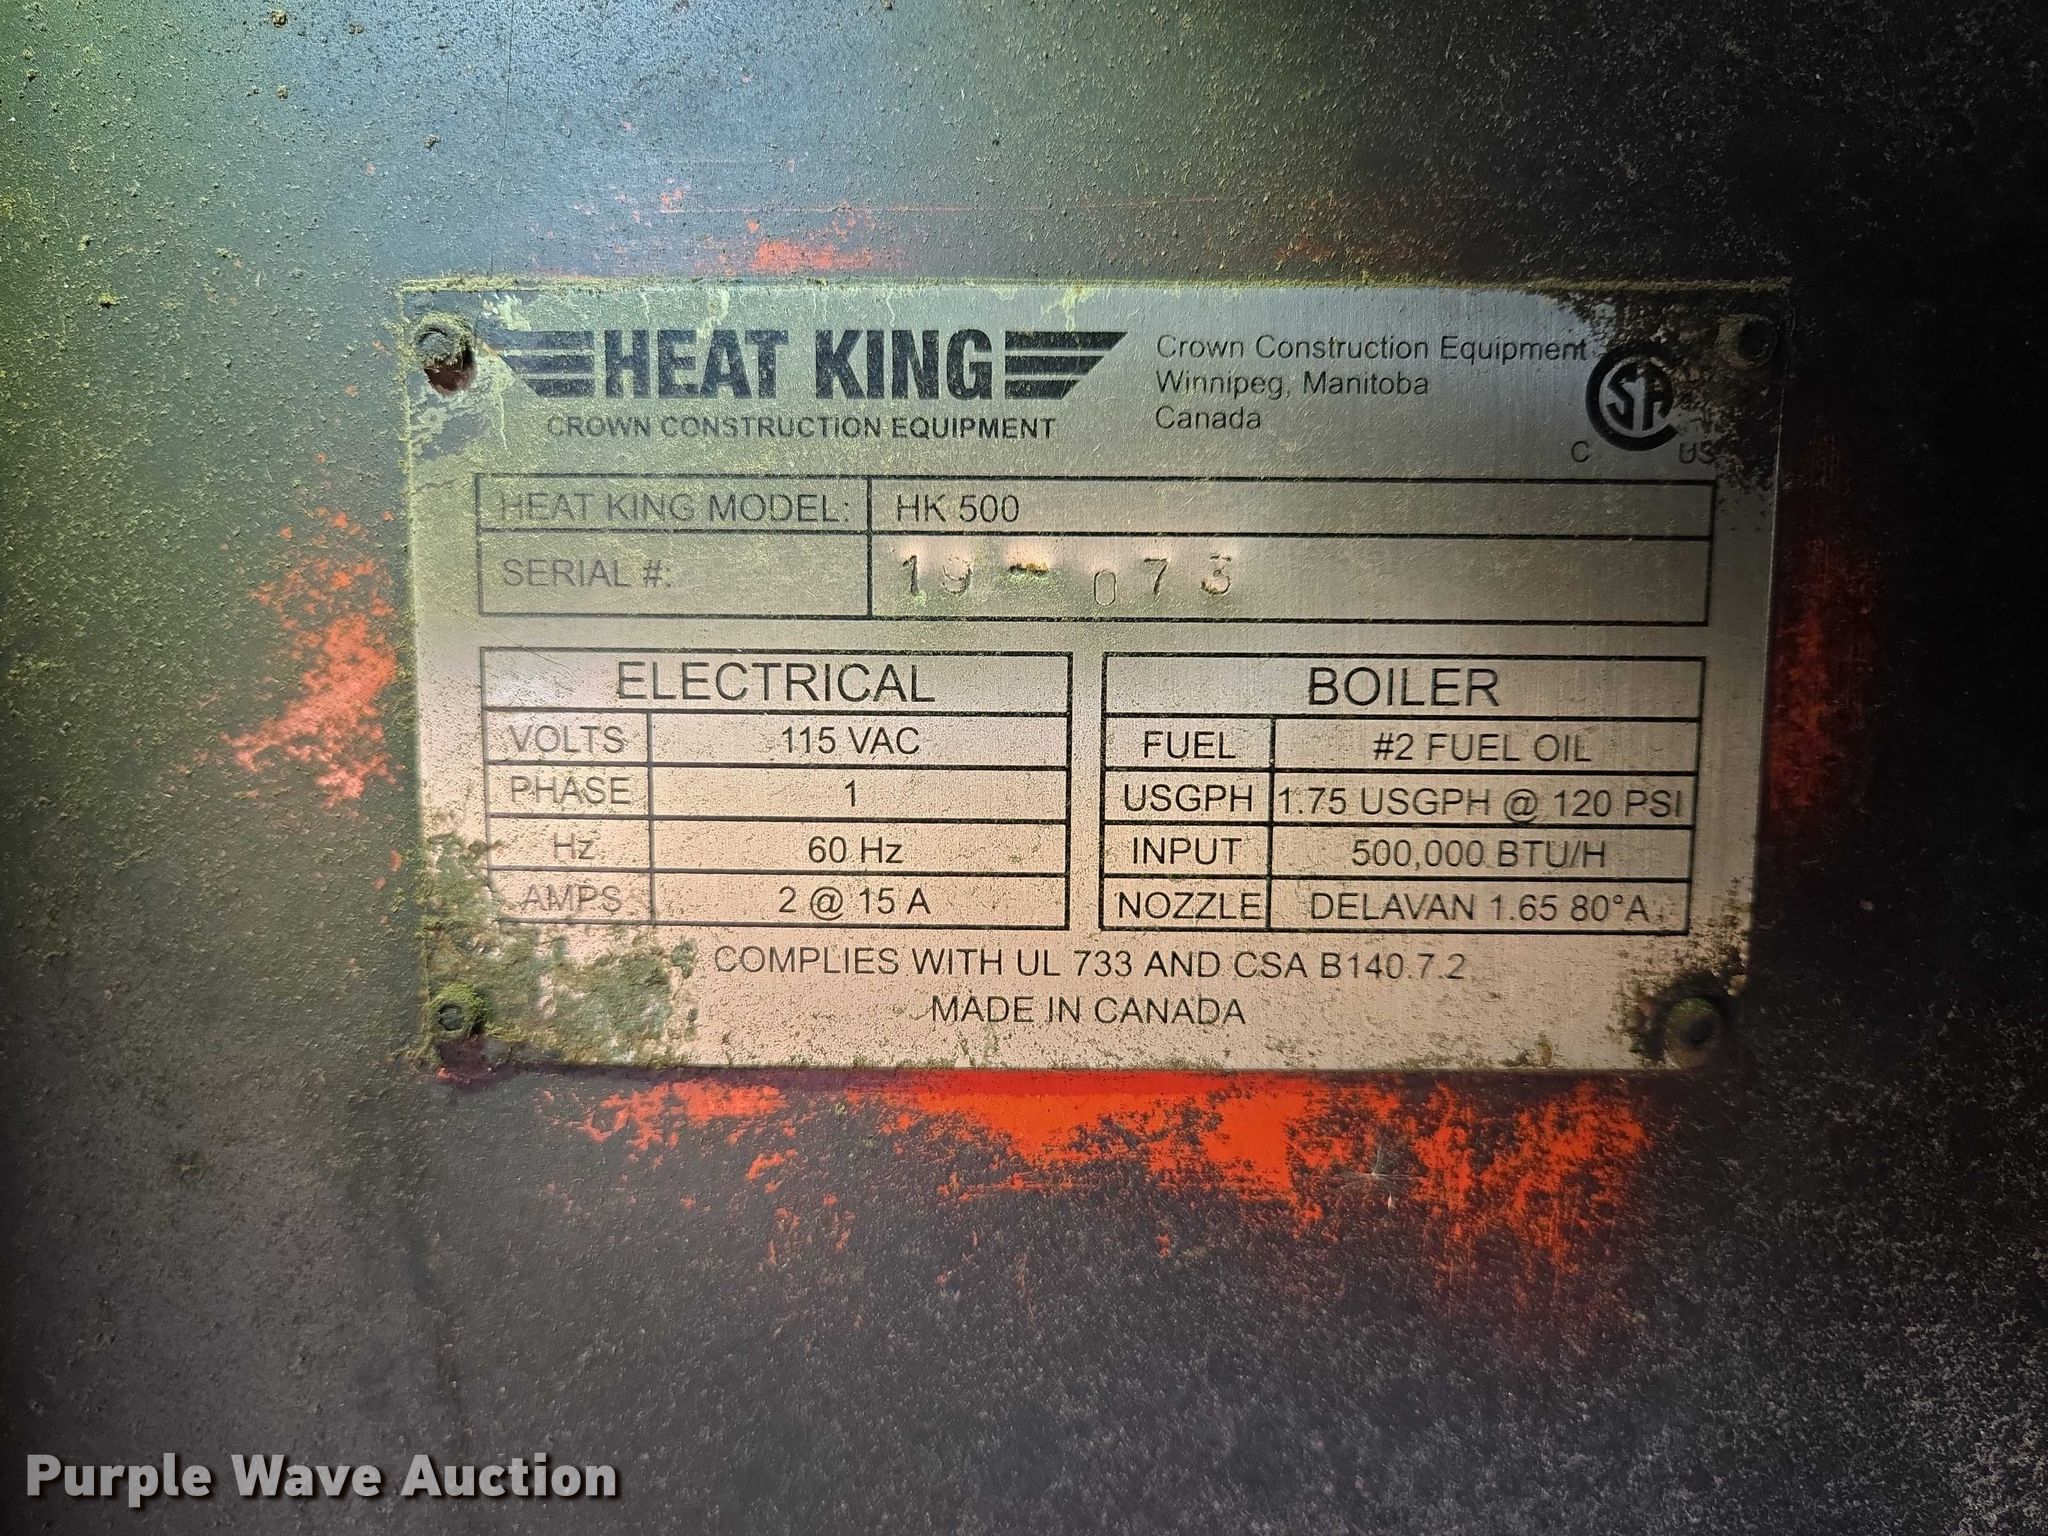 HEAT KING
CROWN CONSTRUCTION EQUIPMENT
Crown Construction Equipment
Winnipeg, Manitoba
Canada
CSA
C US
HEAT KING MODEL: HK 500
SERIAL #: 19-073
ELECTRICAL
VOLTS 115 VAC
PHASE 1
Hz 60 Hz
AMPS 2 @ 15 A
BOILER
FUEL #2 FUEL OIL
USGPH 1.75 USGPH @ 120 PSI
INPUT 500,000 BTU/H
NOZZLE DELAVAN 1.65 80°A
COMPLIES WITH UL 733 AND CSA B140.7.2
MADE IN CANADA
Purple Wave Auction